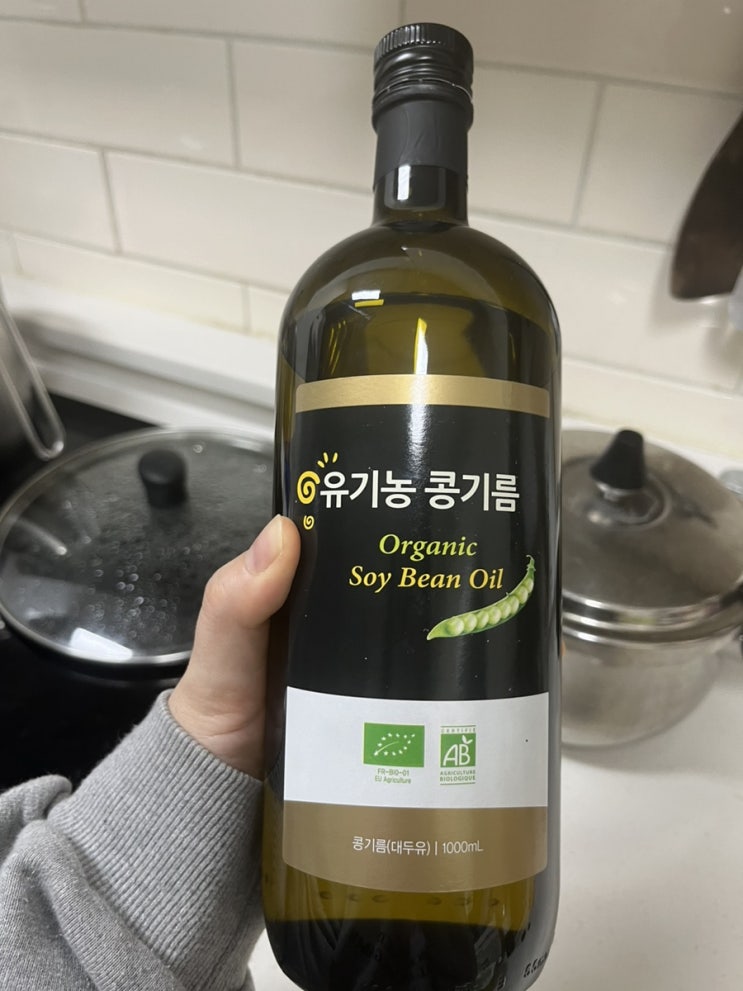 유기농 콩기름
Organic
Soy Bean Oil
CERTIFIÉ
AB
AGRICULTURE
BIOLOGIQUE
FR-BIO-01
EU Agriculture
콩기름(대두유) | 1000mL